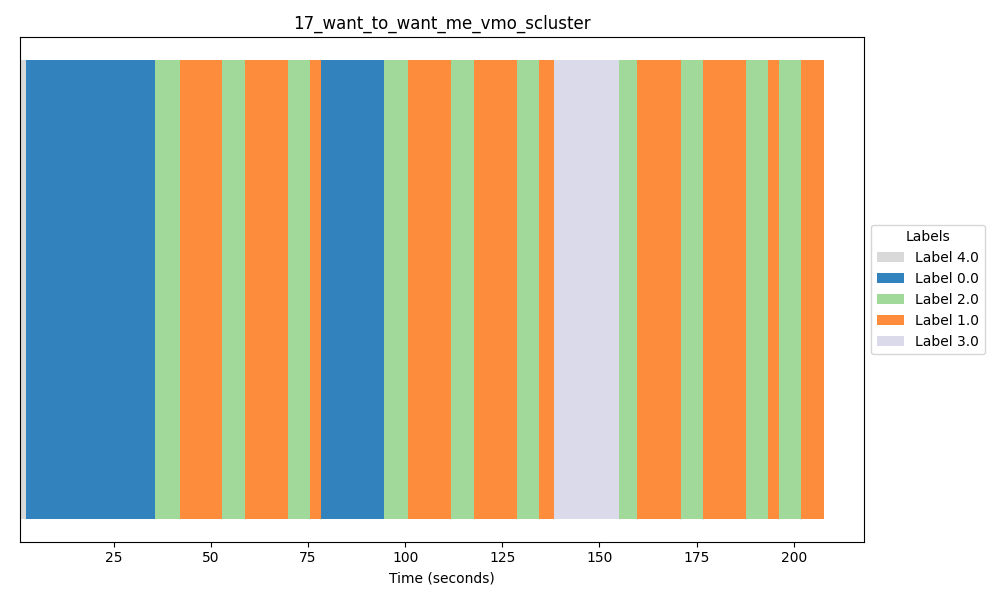 17_want_to_want_me_vmo_scluster
Labels
Label 4.0
Label 0.0
Label 2.0
Label 1.0
Label 3.0
25 50 75 100 125 150 175 200
Time (seconds)